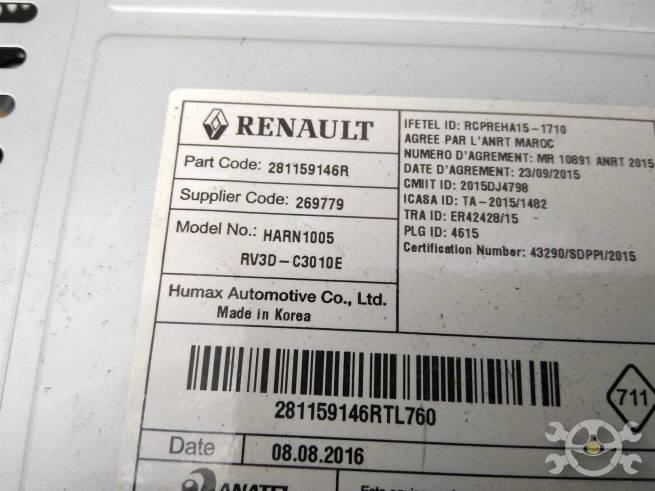 RENAULT
Part Code: 281159146R
Supplier Code: 269779
Model No.: HARN1005
RV3D-C3010E
Humax Automotive Co., Ltd.
Made in Korea
IFETEL ID: RCPREHA15-1710
AGREE PAR L'ANRT MAROC
NUMERO D'AGREMENT: MR 10891 ANRT 2015
DATE D'AGREMENT: 23/09/2015
CMIIT ID: 2015DJ4798
ICASA ID: TA-2015/1482
TRA ID: ER42428/15
PLG ID: 4615
Certification Number: 43290/SDPPI/2015
281159146RTL760
711
Date 08.08.2016